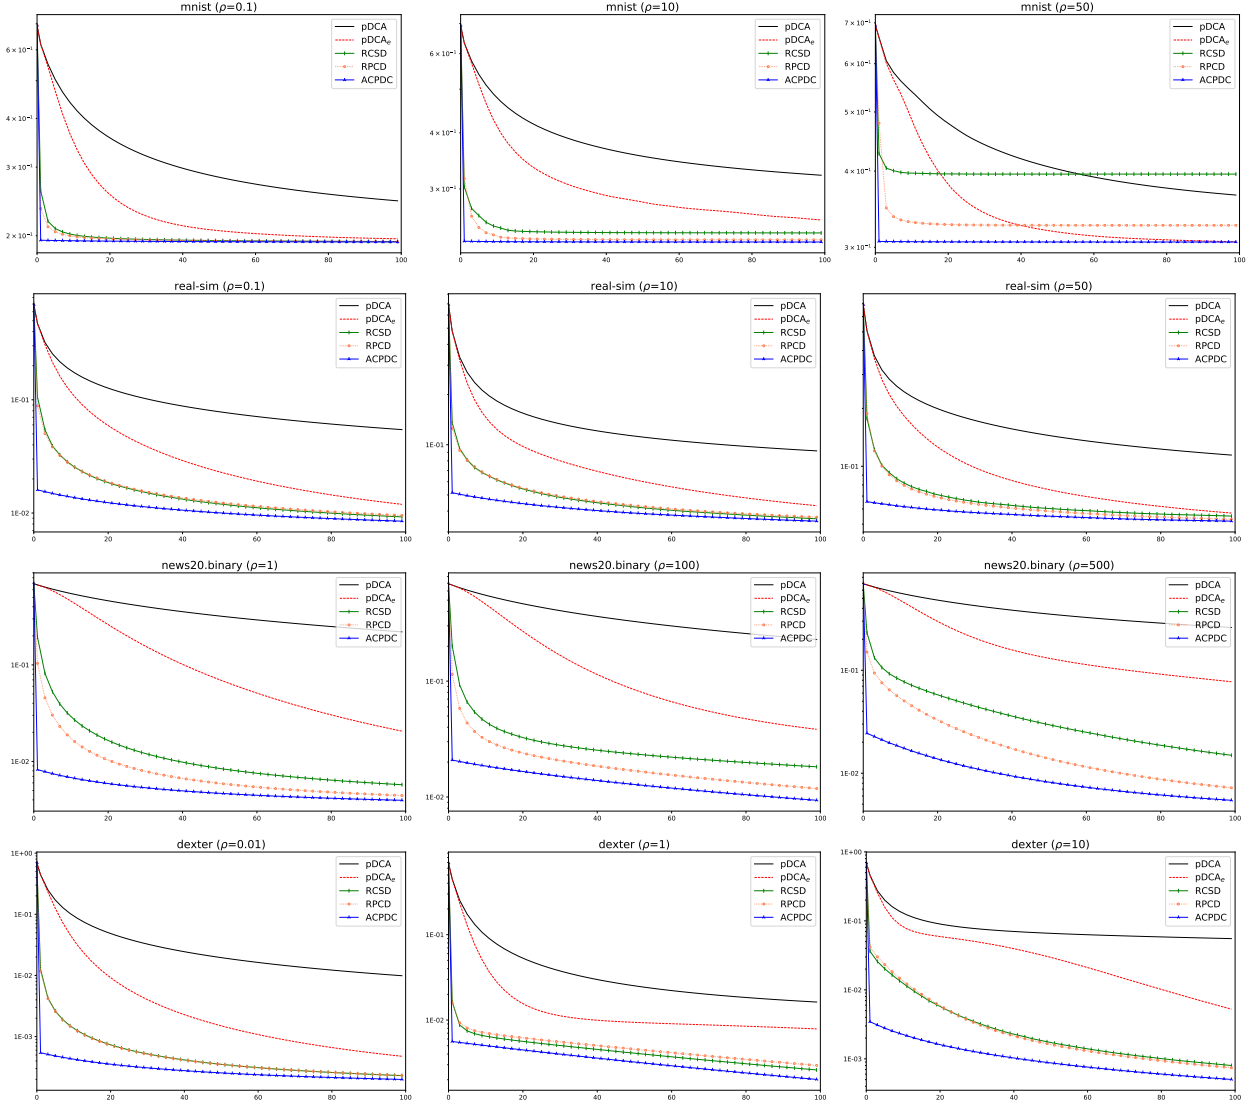 mnist (ρ=0.1)
6 × 10⁻¹
4 × 10⁻¹
3 × 10⁻¹
2 × 10⁻¹
0 20 40 60 80 100
pDCA
pDCAₑ
RCSD
RPCD
ACPDC
mnist (ρ=10)
6 × 10⁻¹
4 × 10⁻¹
3 × 10⁻¹
0 20 40 60 80 100
pDCA
pDCAₑ
RCSD
RPCD
ACPDC
mnist (ρ=50)
7 × 10⁻¹
6 × 10⁻¹
5 × 10⁻¹
4 × 10⁻¹
3 × 10⁻¹
0 20 40 60 80 100
pDCA
pDCAₑ
RCSD
RPCD
ACPDC
real-sim (ρ=0.1)
1E-01
1E-02
0 20 40 60 80 100
pDCA
pDCAₑ
RCSD
RPCD
ACPDC
real-sim (ρ=10)
1E-01
0 20 40 60 80 100
pDCA
pDCAₑ
RCSD
RPCD
ACPDC
real-sim (ρ=50)
1E-01
0 20 40 60 80 100
pDCA
pDCAₑ
RCSD
RPCD
ACPDC
news20.binary (ρ=1)
1E-01
1E-02
0 20 40 60 80 100
pDCA
pDCAₑ
RCSD
RPCD
ACPDC
news20.binary (ρ=100)
1E-01
1E-02
0 20 40 60 80 100
pDCA
pDCAₑ
RCSD
RPCD
ACPDC
news20.binary (ρ=500)
1E-01
1E-02
0 20 40 60 80 100
pDCA
pDCAₑ
RCSD
RPCD
ACPDC
dexter (ρ=0.01)
1E+00
1E-01
1E-02
1E-03
0 20 40 60 80 100
pDCA
pDCAₑ
RCSD
RPCD
ACPDC
dexter (ρ=1)
1E-01
1E-02
0 20 40 60 80 100
pDCA
pDCAₑ
RCSD
RPCD
ACPDC
dexter (ρ=10)
1E+00
1E-01
1E-02
1E-03
0 20 40 60 80 100
pDCA
pDCAₑ
RCSD
RPCD
ACPDC